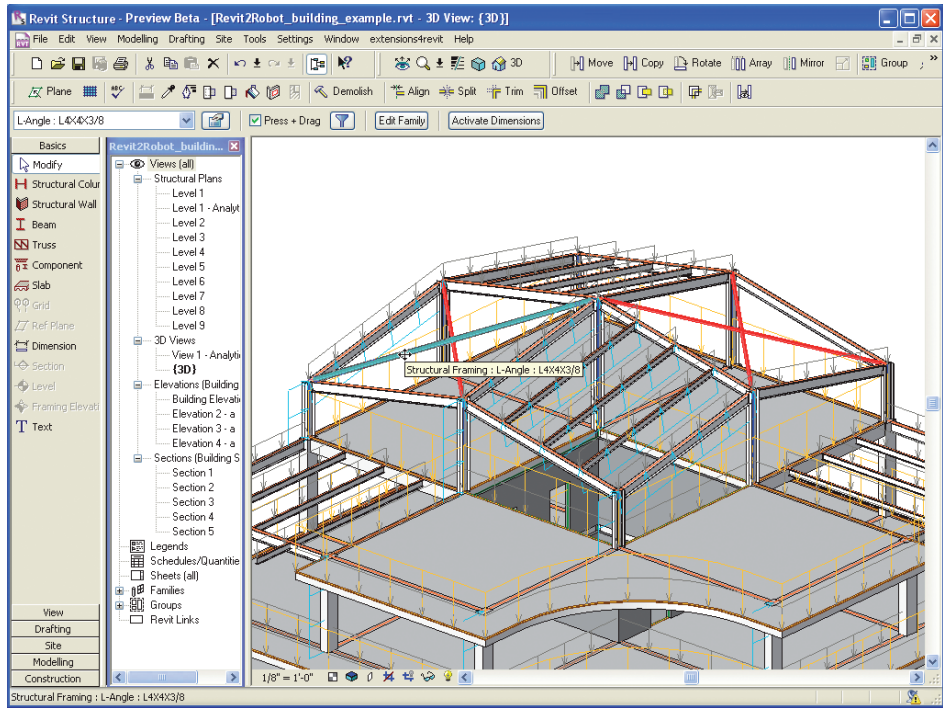 Revit Structure - Preview Beta - [Revit2Robot_building_example.rvt - 3D View: {3D}]
File Edit View Modelling Drafting Site Tools Settings Window extensions4revit Help
3D Move Copy Rotate Array Mirror Group
Plane Demolish Align Split Trim Offset
L-Angle : L4X4X3/8 Press + Drag Edit Family Activate Dimensions
Basics
Modify
Structural Colur
Structural Wall
Beam
Truss
Component
Slab
Grid
Ref Plane
Dimension
Section
Level
Framing Elevati
Text
View
Drafting
Site
Modelling
Construction
Revit2Robot_buildin...
Views (all)
Structural Plans
Level 1
Level 1 - Analyt
Level 2
Level 3
Level 4
Level 5
Level 6
Level 7
Level 8
Level 9
3D Views
View 1 - Analyti
{3D}
Elevations (Building
Building Elevati
Elevation 2 - a
Elevation 3 - a
Elevation 4 - a
Sections (Building S
Section 1
Section 2
Section 3
Section 4
Section 5
Legends
Schedules/Quantitie
Sheets (all)
Families
Groups
Revit Links
Structural Framing : L-Angle : L4X4X3/8
1/8" = 1'-0"
Structural Framing : L-Angle : L4X4X3/8